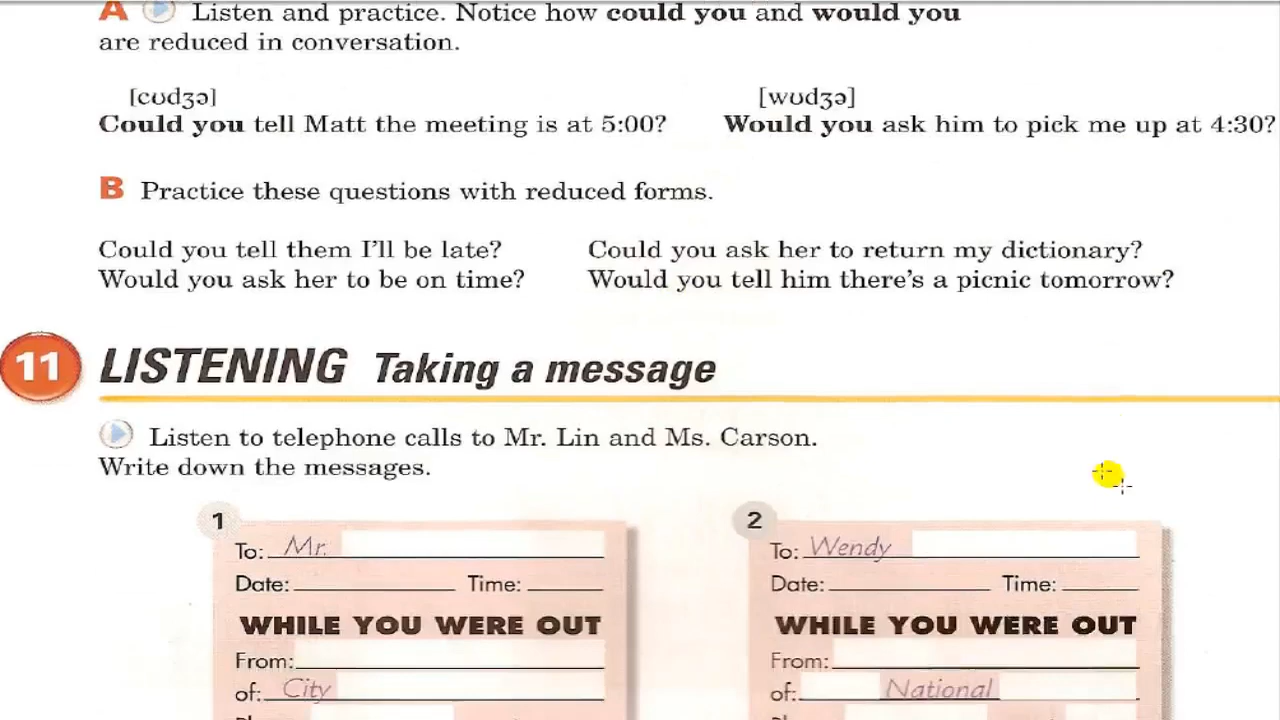 A Listen and practice. Notice how could you and would you
are reduced in conversation.
[cʊdʒə] [wʊdʒə]
Could you tell Matt the meeting is at 5:00? Would you ask him to pick me up at 4:30?
B Practice these questions with reduced forms.
Could you tell them I'll be late? Could you ask her to return my dictionary?
Would you ask her to be on time? Would you tell him there's a picnic tomorrow?
11 LISTENING Taking a message
Listen to telephone calls to Mr. Lin and Ms. Carson.
Write down the messages.
1
To: Mr.
Date: Time:
WHILE YOU WERE OUT
From:
of: City
2
To: Wendy
Date: Time:
WHILE YOU WERE OUT
From:
of: National